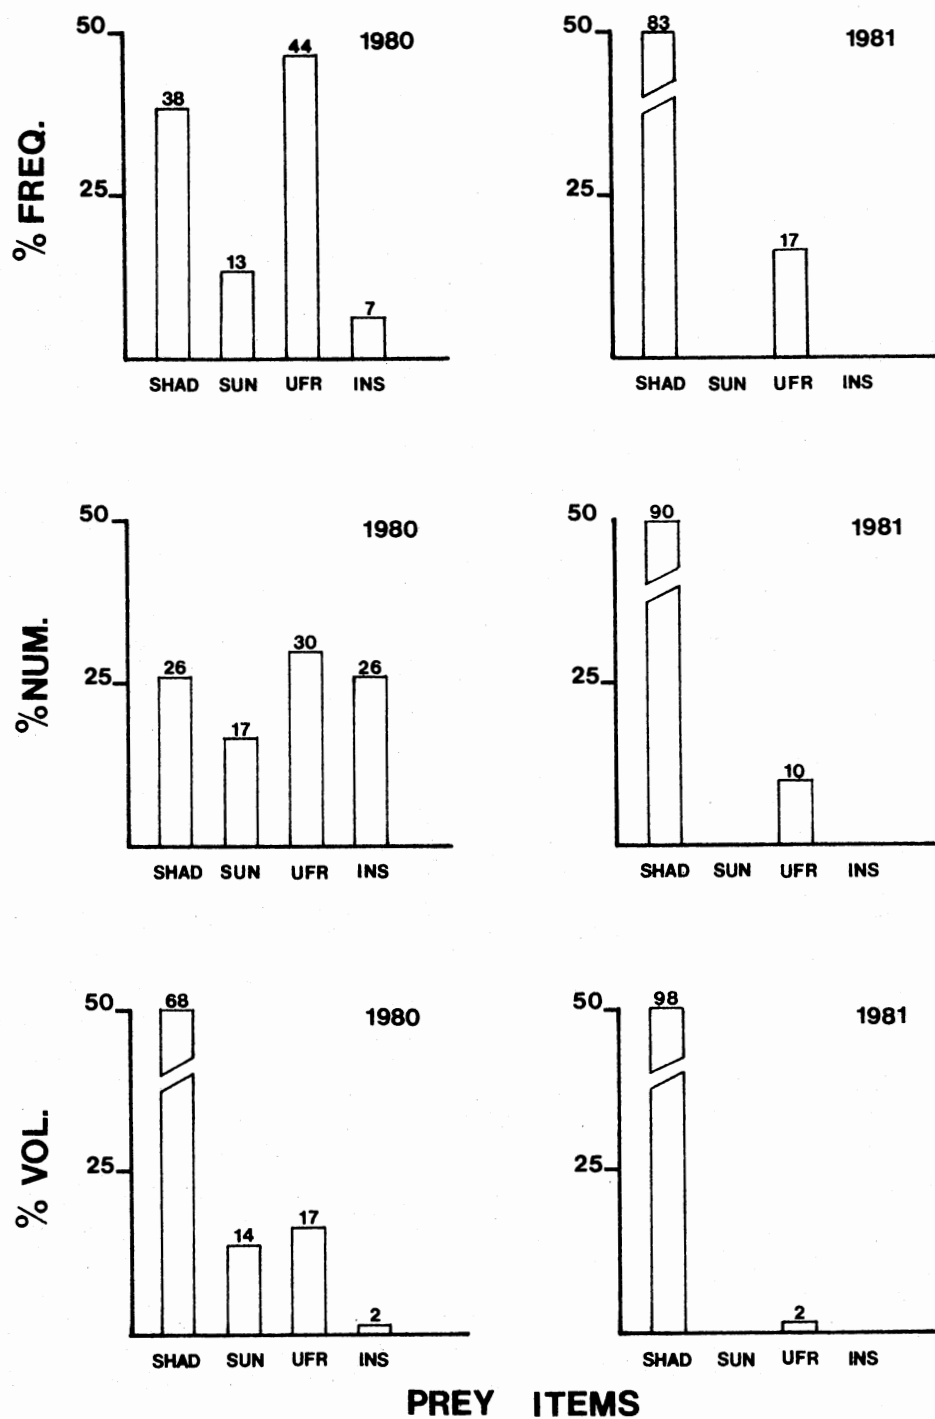 50 44 1980
38
% FREQ.
25
13
7
SHAD SUN UFR INS
50 83 1981
25
17
SHAD SUN UFR INS
50 1980
% NUM.
30
25 26 26
17
SHAD SUN UFR INS
50 90 1981
25
10
SHAD SUN UFR INS
50 68 1980
% VOL.
25
17
14
2
SHAD SUN UFR INS
50 98 1981
25
2
SHAD SUN UFR INS
PREY ITEMS